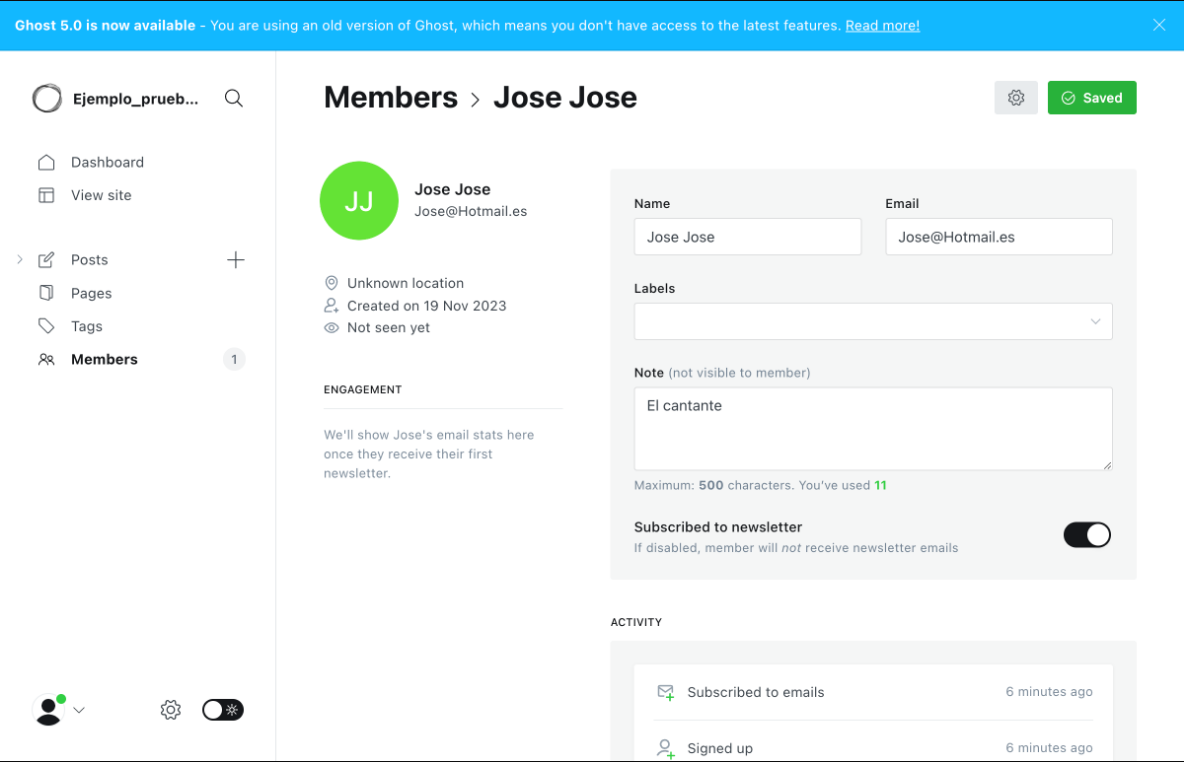 Ghost 5.0 is now available - You are using an old version of Ghost, which means you don't have access to the latest features. Read more!
Ejemplo_prueb...
Dashboard
View site
Posts
Pages
Tags
Members 1
Members > Jose Jose
Saved
JJ
Jose Jose
Jose@Hotmail.es
Unknown location
Created on 19 Nov 2023
Not seen yet
ENGAGEMENT
We'll show Jose's email stats here
once they receive their first
newsletter.
Name Email
Jose Jose Jose@Hotmail.es
Labels
Note (not visible to member)
El cantante
Maximum: 500 characters. You've used 11
Subscribed to newsletter
If disabled, member will not receive newsletter emails
ACTIVITY
Subscribed to emails 6 minutes ago
Signed up 6 minutes ago